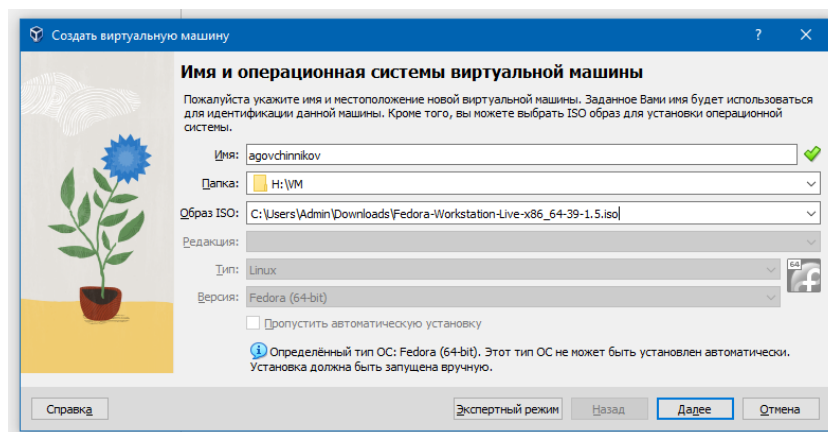 Создать виртуальную машину
Имя и операционная системы виртуальной машины
Пожалуйста укажите имя и местоположение новой виртуальной машины. Заданное Вами имя будет использоваться
для идентификации данной машины. Кроме того, вы можете выбрать ISO образ для установки операционной
системы.
Имя: agovchinnikov
Папка: H:\VM
Образ ISO: C:\Users\Admin\Downloads\Fedora-Workstation-Live-x86_64-39-1.5.iso
Редакция:
Тип: Linux
64
Версия: Fedora (64-bit)
Пропустить автоматическую установку
Определённый тип ОС: Fedora (64-bit). Этот тип ОС не может быть установлен автоматически.
Установка должна быть запущена вручную.
Справка Экспертный режим Назад Далее Отмена